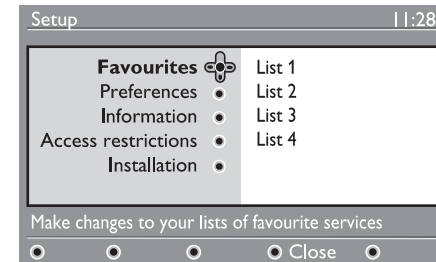 Setup 11:28
Favourites List 1
Preferences List 2
Information List 3
Access restrictions List 4
Installation
Make changes to your lists of favourite services
Close